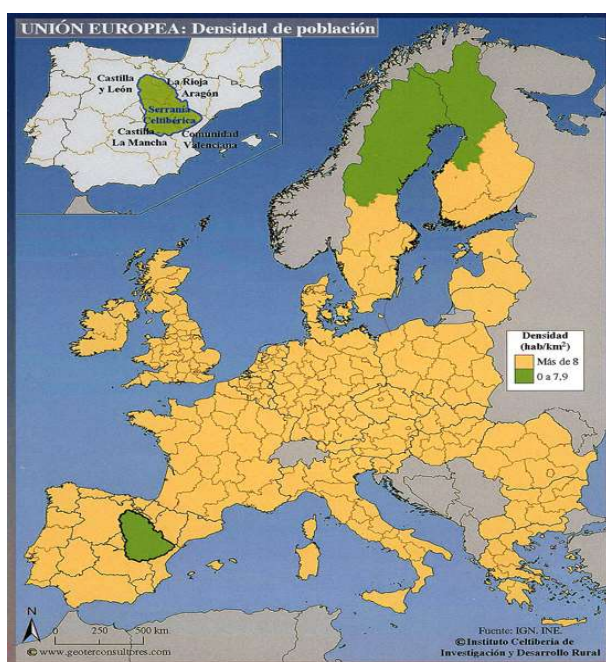 UNIÓN EUROPEA: Densidad de población
Castilla
y León
La Rioja
Aragón
Serranía
Celtibérica
Castilla
La Mancha
Comunidad
Valenciana
Densidad
(hab/km²)
Más de 8
0 a 7,9
N
0 250 500 km.
© www.geoterconsultores.com
Fuente: IGN. INE.
© Instituto Celtiberia de
Investigación y Desarrollo Rural